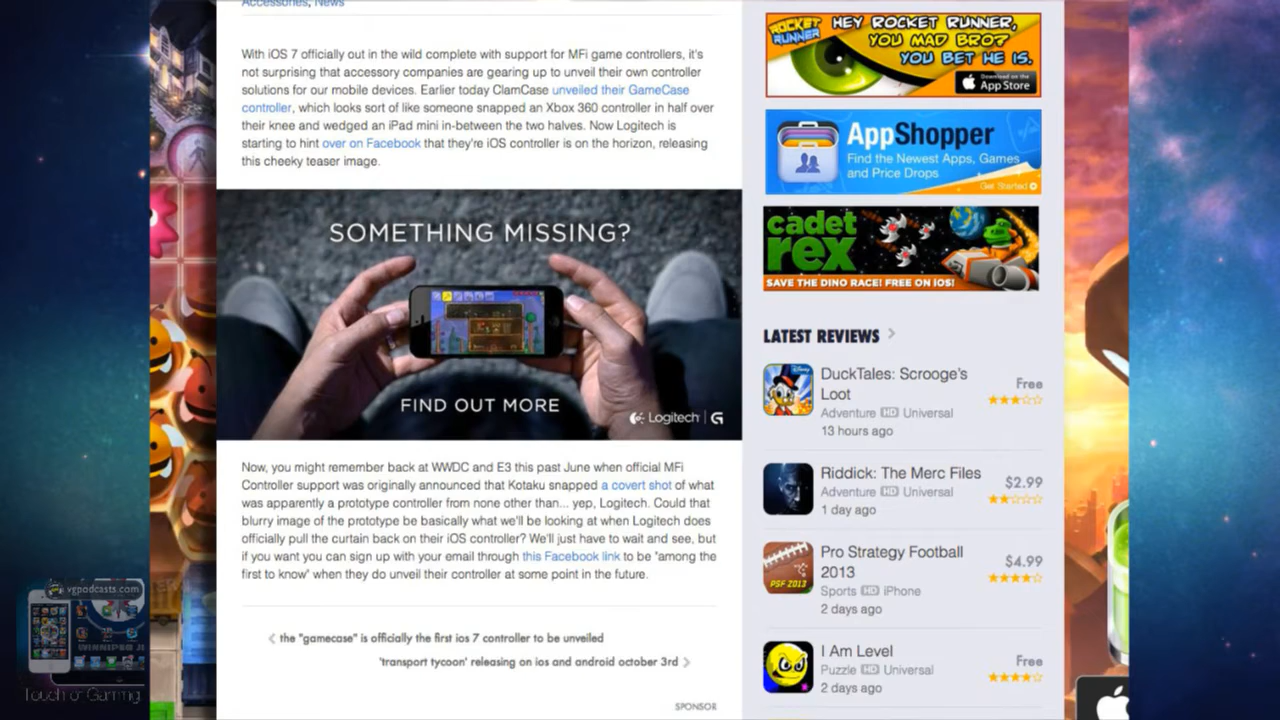 Accessories, News
With iOS 7 officially out in the wild complete with support for MFi game controllers, it's
not surprising that accessory companies are gearing up to unveil their own controller
solutions for our mobile devices. Earlier today ClamCase unveiled their GameCase
controller, which looks sort of like someone snapped an Xbox 360 controller in half over
their knee and wedged an iPad mini in-between the two halves. Now Logitech is
starting to hint over on Facebook that they're iOS controller is on the horizon, releasing
this cheeky teaser image.
SOMETHING MISSING?
FIND OUT MORE
Logitech | G
Now, you might remember back at WWDC and E3 this past June when official MFi
Controller support was originally announced that Kotaku snapped a covert shot of what
was apparently a prototype controller from none other than... yep, Logitech. Could that
blurry image of the prototype be basically what we'll be looking at when Logitech does
officially pull the curtain back on their iOS controller? We'll just have to wait and see, but
if you want you can sign up with your email through this Facebook link to be "among the
first to know" when they do unveil their controller at some point in the future.
the "gamecase" is officially the first ios 7 controller to be unveiled
'transport tycoon' releasing on ios and android october 3rd
SPONSOR
ROCKET
RUNNER
HEY ROCKET RUNNER,
YOU MAD BRO?
YOU BET HE IS.
Download on the
App Store
AppShopper
Find the Newest Apps, Games
and Price Drops
Get Started
cadet
rex
SAVE THE DINO RACE! FREE ON iOS!
LATEST REVIEWS
DuckTales: Scrooge's
Loot
Free
Adventure HD Universal
13 hours ago
Riddick: The Merc Files
$2.99
Adventure HD Universal
1 day ago
Pro Strategy Football
2013
$4.99
Sports HD iPhone
2 days ago
PSF 2013
I Am Level
Free
Puzzle HD Universal
2 days ago
vgpodcasts.com
Touch of Gaming